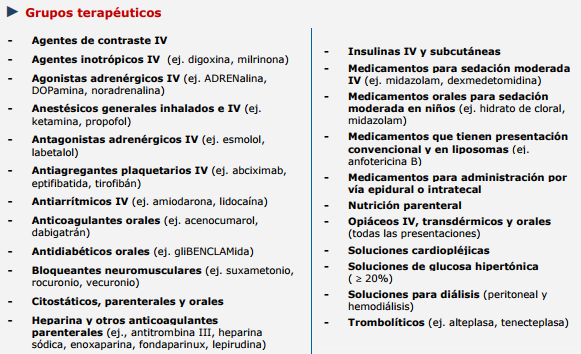 ► Grupos terapéuticos
- Agentes de contraste IV
- Agentes inotrópicos IV (ej. digoxina, milrinona)
- Agonistas adrenérgicos IV (ej. ADRENalina,
DOPamina, noradrenalina)
- Anestésicos generales inhalados e IV (ej.
ketamina, propofol)
- Antagonistas adrenérgicos IV (ej. esmolol,
labetalol)
- Antiagregantes plaquetarios IV (ej. abciximab,
eptifibatida, tirofibán)
- Antiarrítmicos IV (ej. amiodarona, lidocaína)
- Anticoagulantes orales (ej. acenocumarol,
dabigatrán)
- Antidiabéticos orales (ej. gliBENCLAMida)
- Bloqueantes neuromusculares (ej. suxametonio,
rocuronio, vecuronio)
- Citostáticos, parenterales y orales
- Heparina y otros anticoagulantes
parenterales (ej., antitrombina III, heparina
sódica, enoxaparina, fondaparinux, lepirudina)
- Insulinas IV y subcutáneas
- Medicamentos para sedación moderada
IV (ej. midazolam, dexmedetomidina)
- Medicamentos orales para sedación
moderada en niños (ej. hidrato de cloral,
midazolam)
- Medicamentos que tienen presentación
convencional y en liposomas (ej.
anfotericina B)
- Medicamentos para administración por
vía epidural o intratecal
- Nutrición parenteral
- Opiáceos IV, transdérmicos y orales
(todas las presentaciones)
- Soluciones cardiopléjicas
- Soluciones de glucosa hipertónica
( ≥ 20%)
- Soluciones para diálisis (peritoneal y
hemodiálisis)
- Trombolíticos (ej. alteplasa, tenecteplasa)